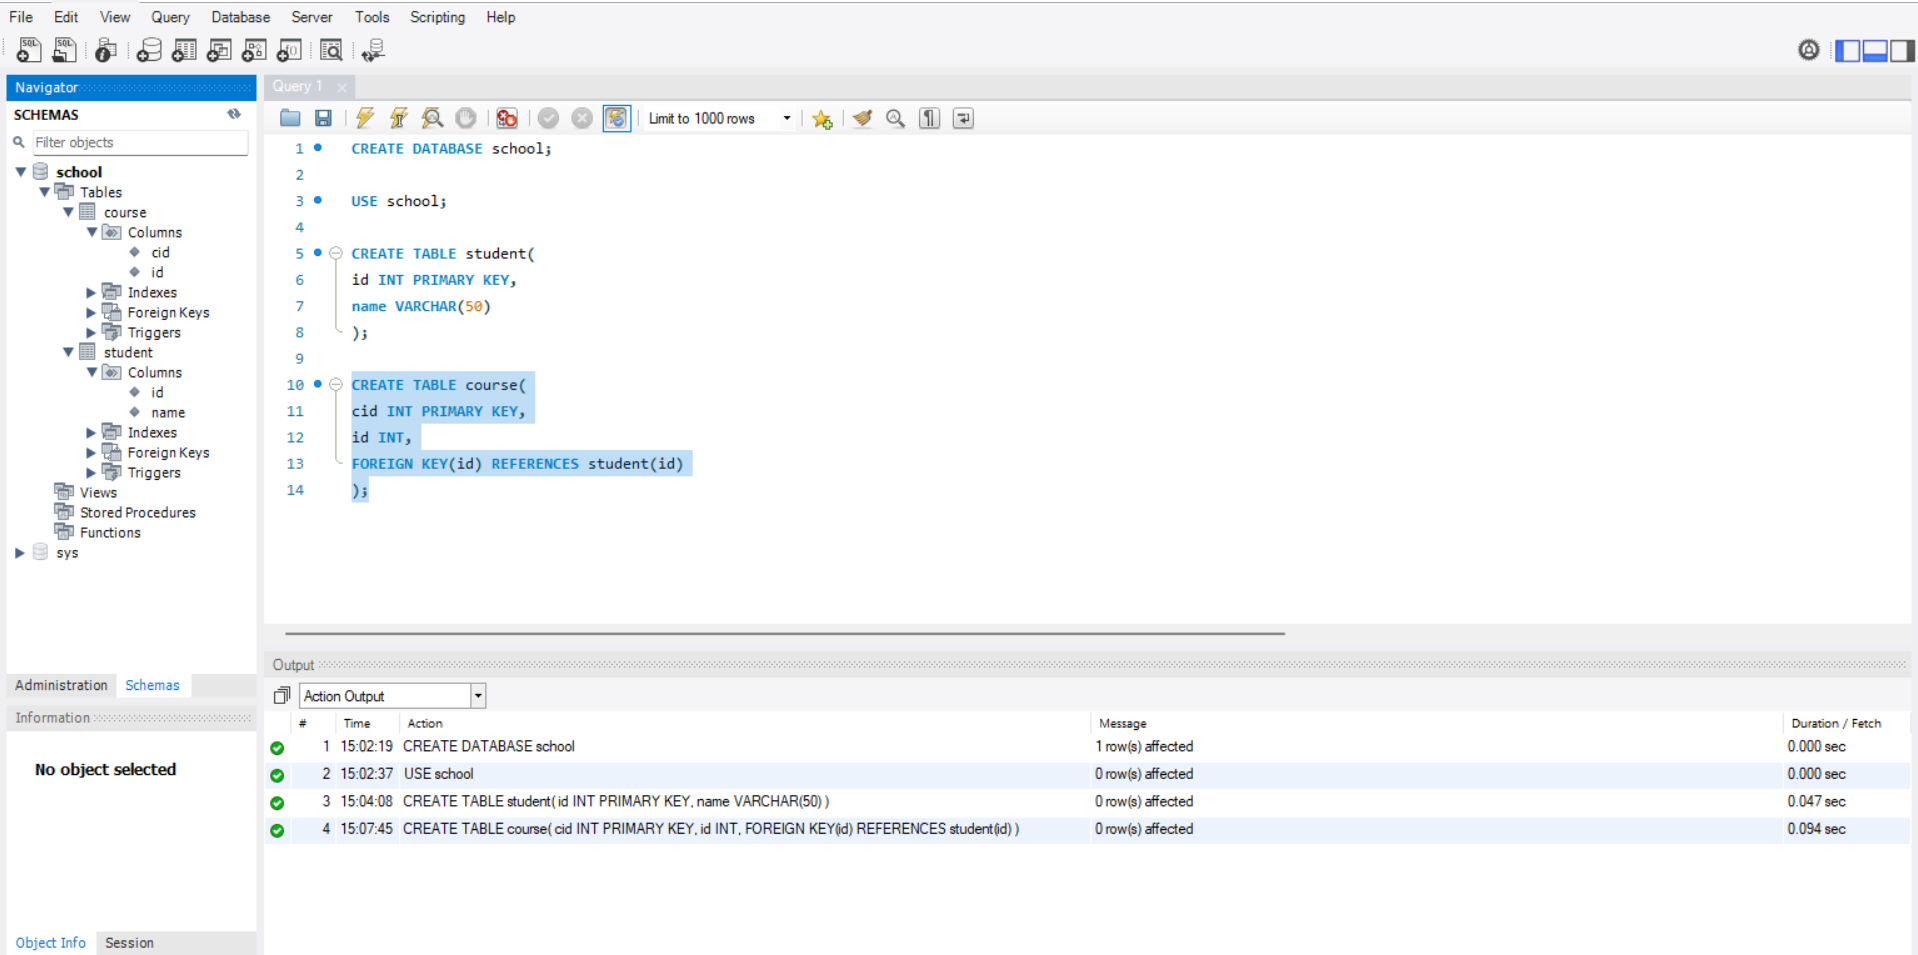 File Edit View Query Database Server Tools Scripting Help
Navigator
SCHEMAS
Filter objects
school
Tables
course
Columns
cid
id
Indexes
Foreign Keys
Triggers
student
Columns
id
name
Indexes
Foreign Keys
Triggers
Views
Stored Procedures
Functions
sys
Administration Schemas
Information
No object selected
Object Info Session
Query 1
Limit to 1000 rows
1 CREATE DATABASE school;
2
3 USE school;
4
5 CREATE TABLE student(
6 id INT PRIMARY KEY,
7 name VARCHAR(50)
8 );
9
10 CREATE TABLE course(
11 cid INT PRIMARY KEY,
12 id INT,
13 FOREIGN KEY(id) REFERENCES student(id)
14 );
Output
Action Output
# Time Action Message Duration / Fetch
1 15:02:19 CREATE DATABASE school 1 row(s) affected 0.000 sec
2 15:02:37 USE school 0 row(s) affected 0.000 sec
3 15:04:08 CREATE TABLE student( id INT PRIMARY KEY, name VARCHAR(50) ) 0 row(s) affected 0.047 sec
4 15:07:45 CREATE TABLE course( cid INT PRIMARY KEY, id INT, FOREIGN KEY(id) REFERENCES student(id) ) 0 row(s) affected 0.094 sec